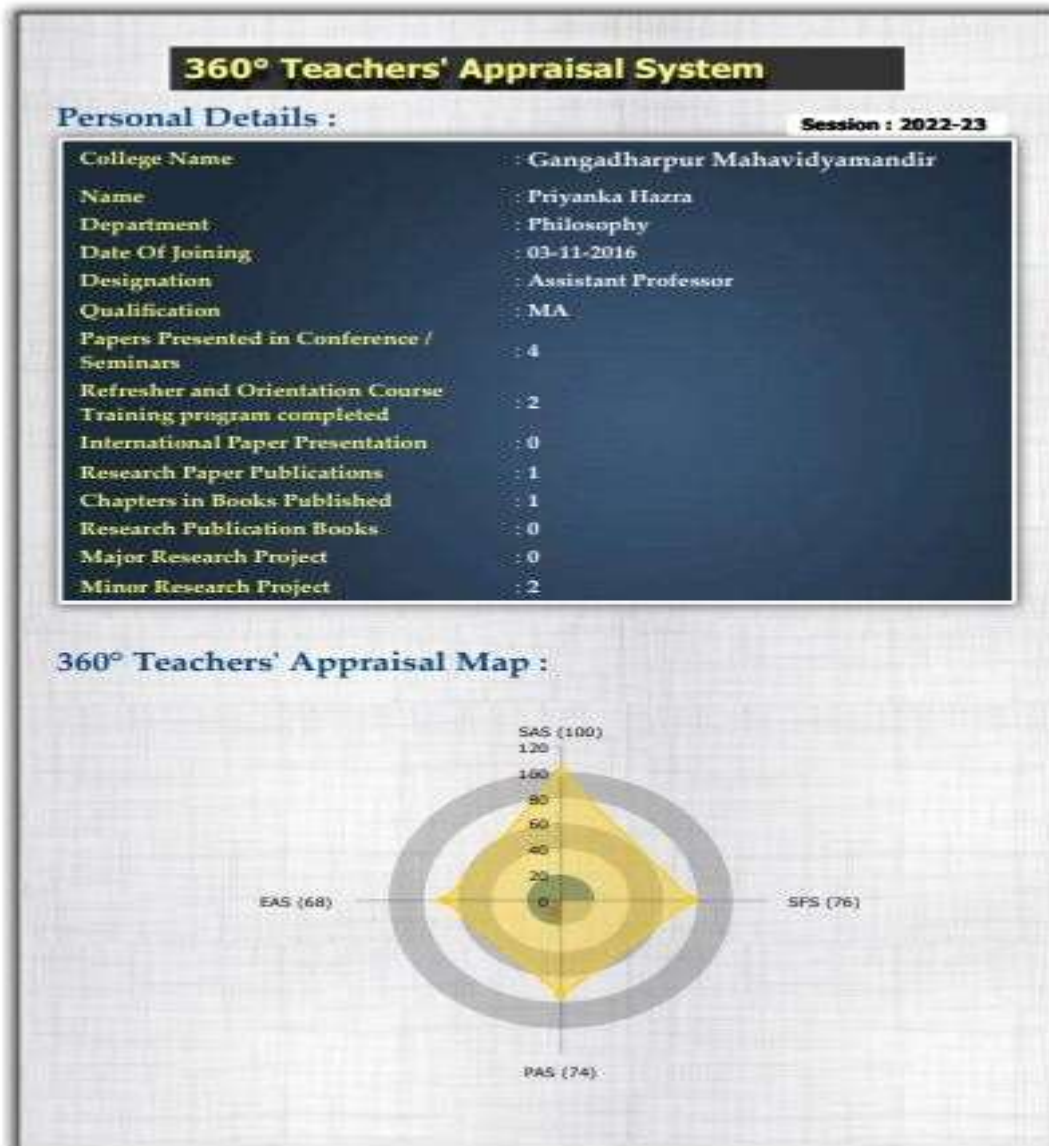 360° Teachers' Appraisal System
Personal Details :
Session : 2022-23
College Name : Gangadharpur Mahavidyamandir
Name : Priyanka Hazra
Department : Philosophy
Date Of Joining : 03-11-2016
Designation : Assistant Professor
Qualification : MA
Papers Presented in Conference /
Seminars : 4
Refresher and Orientation Course
Training program completed : 2
International Paper Presentation : 0
Research Paper Publications : 1
Chapters in Books Published : 1
Research Publication Books : 0
Major Research Project : 0
Minor Research Project : 2
360° Teachers' Appraisal Map :
SAS (100)
120
100
80
60
40
20
0
EAS (68)
SFS (76)
PAS (74)